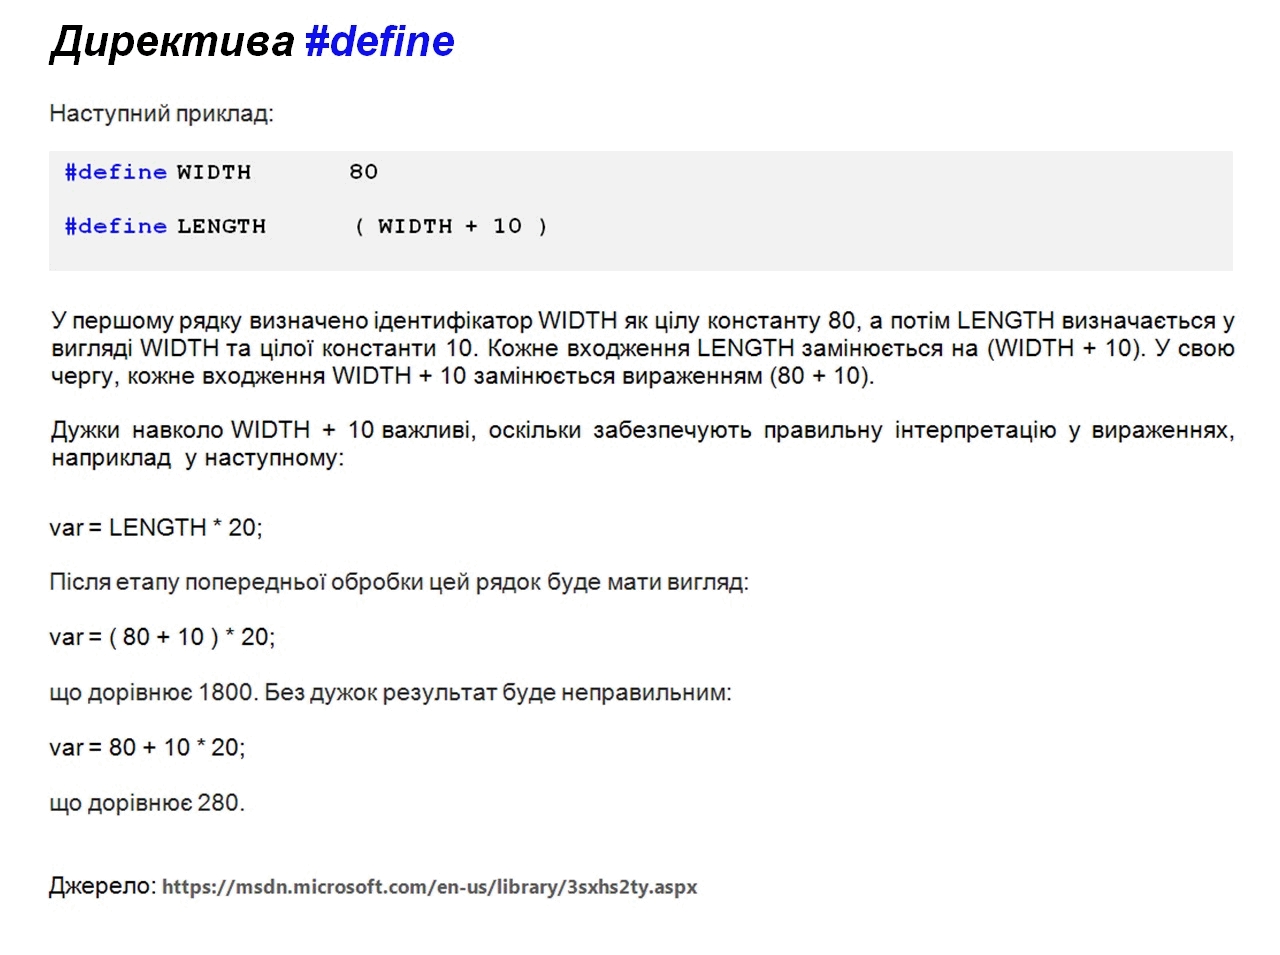 Директива #define
Наступний приклад:
#define WIDTH 80
#define LENGTH ( WIDTH + 10 )
У першому рядку визначено ідентифікатор WIDTH як цілу константу 80, а потім LENGTH визначається у
вигляді WIDTH та цілої константи 10. Кожне входження LENGTH замінюється на (WIDTH + 10). У свою
чергу, кожне входження WIDTH + 10 замінюється вираженням (80 + 10).
Дужки навколо WIDTH + 10 важливі, оскільки забезпечують правильну інтерпретацію у вираженнях,
наприклад у наступному:
var = LENGTH * 20;
Після етапу попередньої обробки цей рядок буде мати вигляд:
var = ( 80 + 10 ) * 20;
що дорівнює 1800. Без дужок результат буде неправильним:
var = 80 + 10 * 20;
що дорівнює 280.
Джерело: https://msdn.microsoft.com/en-us/library/3sxhs2ty.aspx